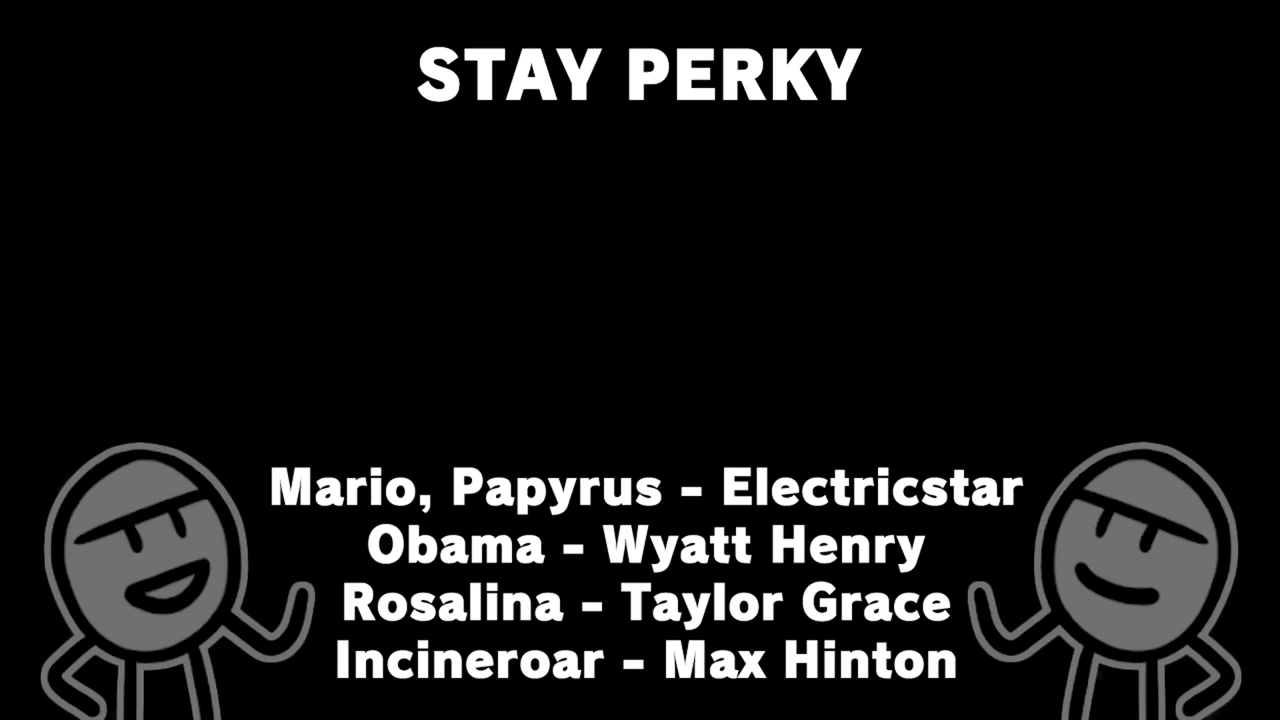 STAY PERKY
Mario, Papyrus - Electricstar
Obama - Wyatt Henry
Rosalina - Taylor Grace
Incineroar - Max Hinton